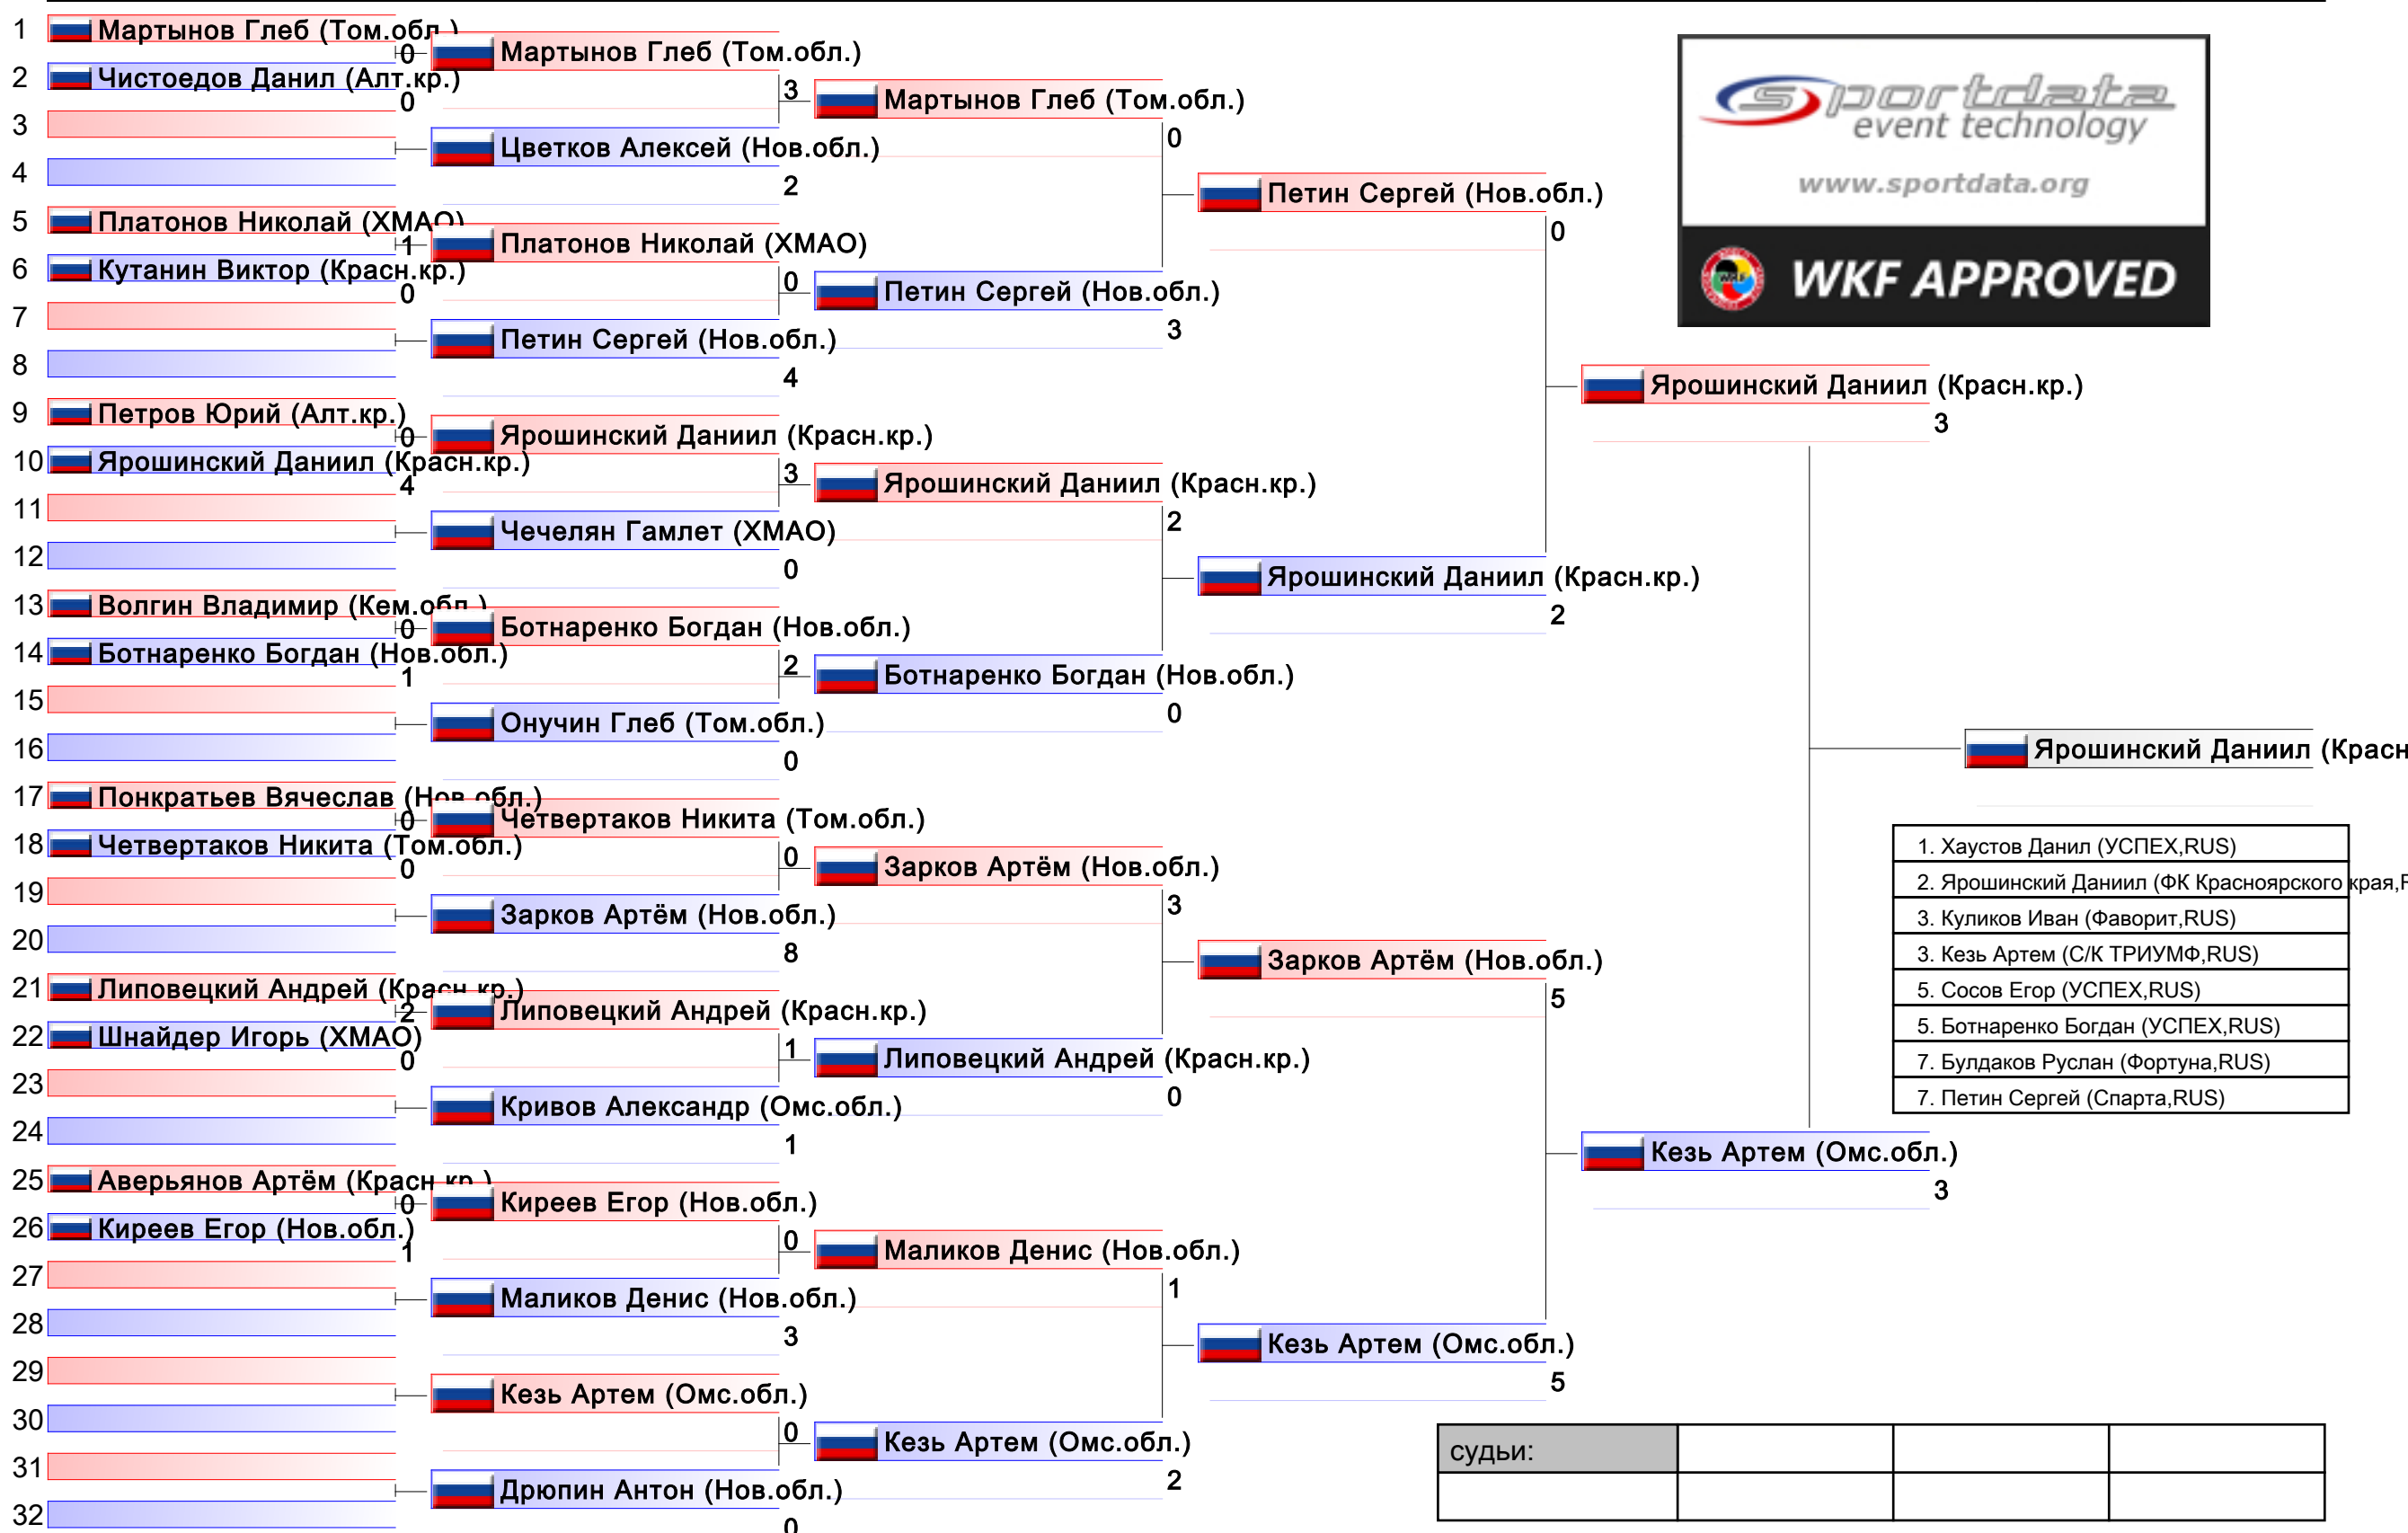 1 Мартынов Глеб (Том.обл.)
0
2 Чистоедов Данил (Алт.кр.)
0
3
4
5 Платонов Николай (ХМАО)
1
6 Кутанин Виктор (Красн.кр.)
0
7
8
9 Петров Юрий (Алт.кр.)
0
10 Ярошинский Даниил (Красн.кр.)
4
11
12
13 Волгин Владимир (Кем.обл.)
0
14 Ботнаренко Богдан (Нов.обл.)
1
15
16
17 Понкратьев Вячеслав (Нов.обл.)
0
18 Четвертаков Никита (Том.обл.)
0
19
20
21 Липовецкий Андрей (Красн.кр.)
2
22 Шнайдер Игорь (ХМАО)
0
23
24
25 Аверьянов Артём (Красн.кр.)
0
26 Киреев Егор (Нов.обл.)
1
27
28
29
30
31
32
Мартынов Глеб (Том.обл.)
3
Цветков Алексей (Нов.обл.)
2
Платонов Николай (ХМАО)
0
Петин Сергей (Нов.обл.)
4
Ярошинский Даниил (Красн.кр.)
3
Чечелян Гамлет (ХМАО)
0
Ботнаренко Богдан (Нов.обл.)
2
Онучин Глеб (Том.обл.)
0
Четвертаков Никита (Том.обл.)
0
Зарков Артём (Нов.обл.)
8
Липовецкий Андрей (Красн.кр.)
1
Кривов Александр (Омс.обл.)
1
Киреев Егор (Нов.обл.)
0
Маликов Денис (Нов.обл.)
3
Кезь Артем (Омс.обл.)
0
Дрюпин Антон (Нов.обл.)
0
Мартынов Глеб (Том.обл.)
0
Петин Сергей (Нов.обл.)
3
Ярошинский Даниил (Красн.кр.)
2
Ботнаренко Богдан (Нов.обл.)
0
Зарков Артём (Нов.обл.)
3
Липовецкий Андрей (Красн.кр.)
0
Маликов Денис (Нов.обл.)
1
Кезь Артем (Омс.обл.)
2
Петин Сергей (Нов.обл.)
0
Ярошинский Даниил (Красн.кр.)
2
Зарков Артём (Нов.обл.)
5
Кезь Артем (Омс.обл.)
5
Ярошинский Даниил (Красн.кр.)
3
Кезь Артем (Омс.обл.)
3
Ярошинский Даниил (Красн
sportdata
event technology
www.sportdata.org
WKF
WKF APPROVED
1. Хаустов Данил (УСПЕХ,RUS)
2. Ярошинский Даниил (ФК Красноярского края,R
3. Куликов Иван (Фаворит,RUS)
3. Кезь Артем (С/К ТРИУМФ,RUS)
5. Сосов Егор (УСПЕХ,RUS)
5. Ботнаренко Богдан (УСПЕХ,RUS)
7. Булдаков Руслан (Фортуна,RUS)
7. Петин Сергей (Спарта,RUS)
судьи: